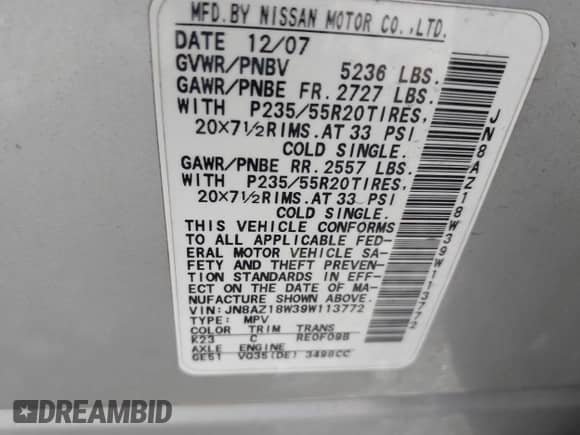 MFD.BY NISSAN MOTOR CO.,LTD.
DATE 12/07
GVWR/PNBV 5236 LBS.
GAWR/PNBE FR. 2727 LBS.
WITH P235/55R20TIRES,
20×7½RIMS.AT 33 PSI
COLD SINGLE.
GAWR/PNBE RR. 2557 LBS.
WITH P235/55R20TIRES,
20×7½RIMS.AT 33 PSI
COLD SINGLE.
THIS VEHICLE CONFORMS
TO ALL APPLICABLE FED-
ERAL MOTOR VEHICLE SA-
FETY AND THEFT PREVEN-
TION STANDARDS IN EFF-
ECT ON THE DATE OF MA-
NUFACTURE SHOWN ABOVE.
VIN:JN8AZ18W39W113772
TYPE: MPV
COLOR TRIM TRANS
K23 C RE0F09B
AXLE ENGINE
GE51 VQ35(DE) 3498CC
JN8AZ18W39W113772
DREAMBID